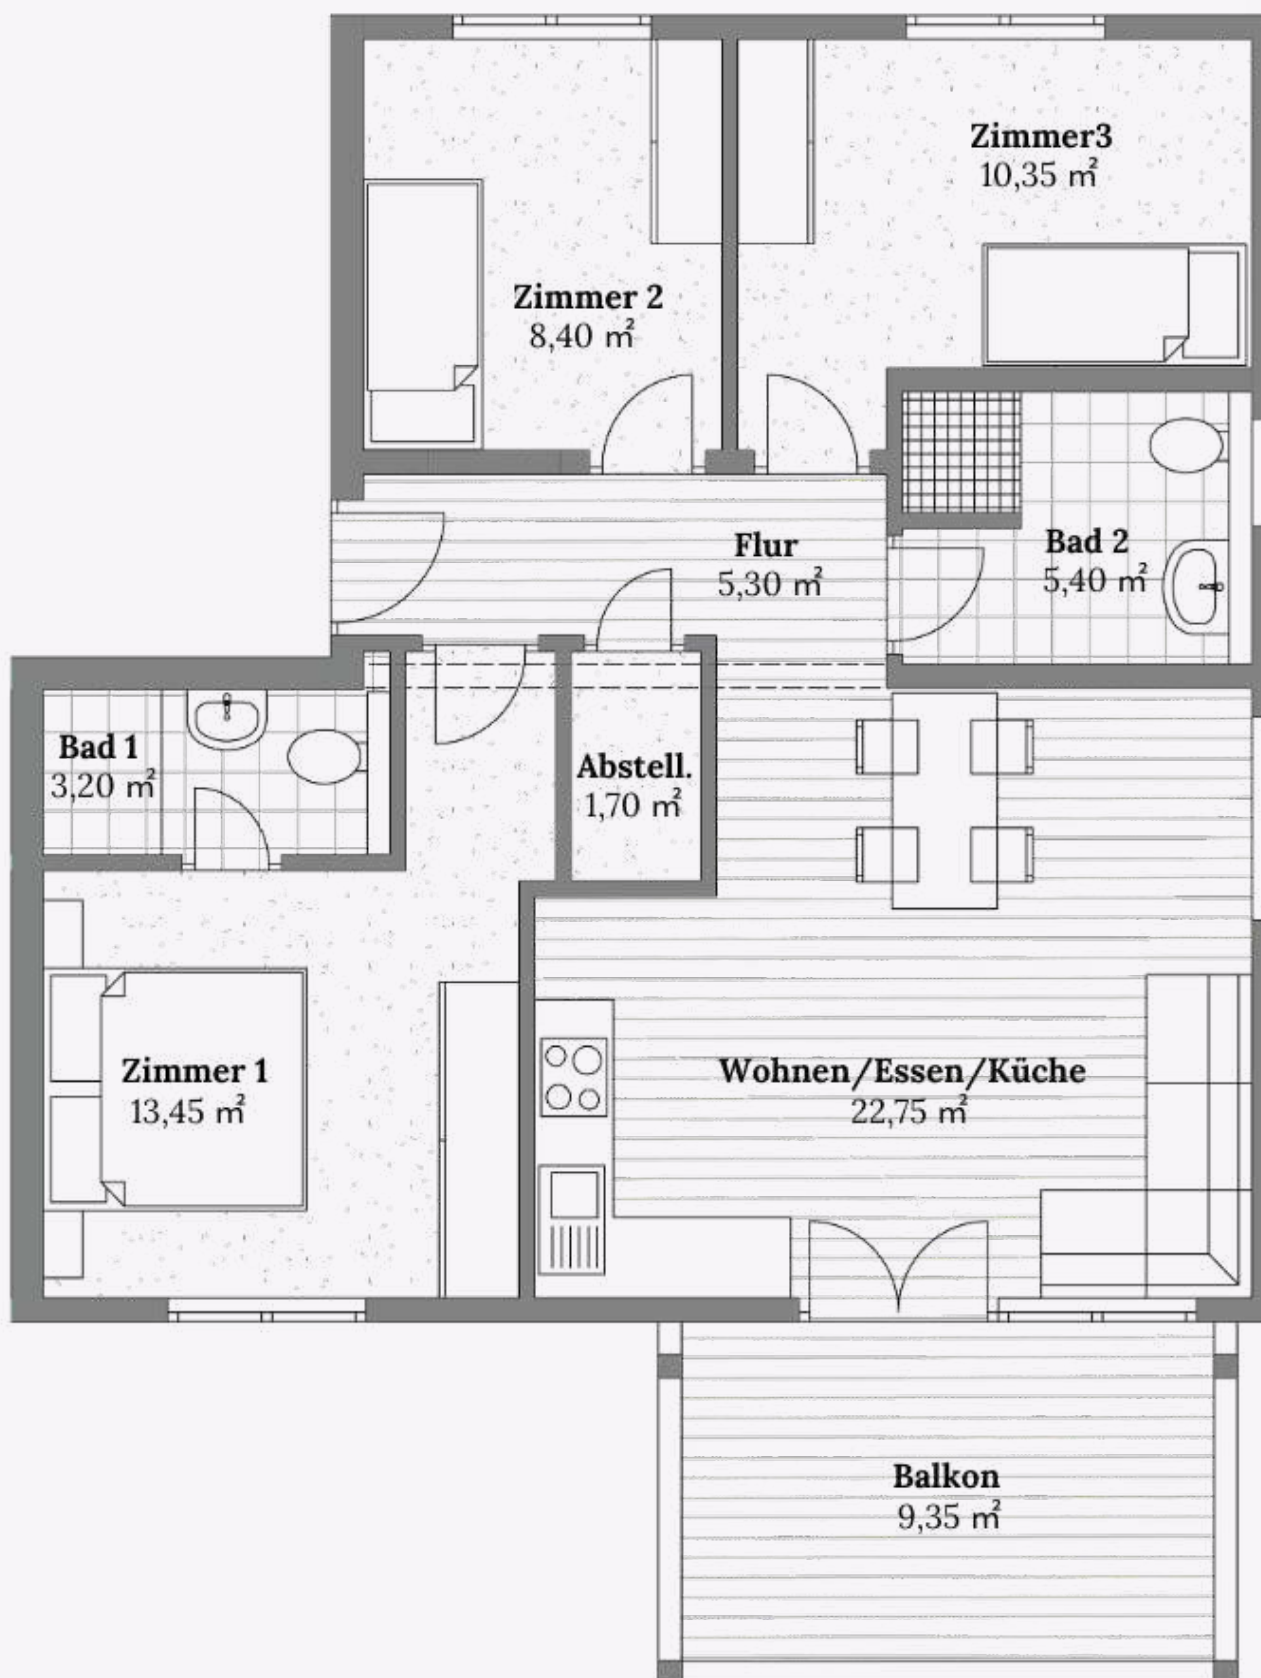 Zimmer3
10,35 m²
Zimmer 2
8,40 m²
Flur
5,30 m²
Bad 2
5,40 m²
Bad 1
3,20 m²
Abstell.
1,70 m²
Zimmer 1
13,45 m²
Wohnen/Essen/Küche
22,75 m²
Balkon
9,35 m²